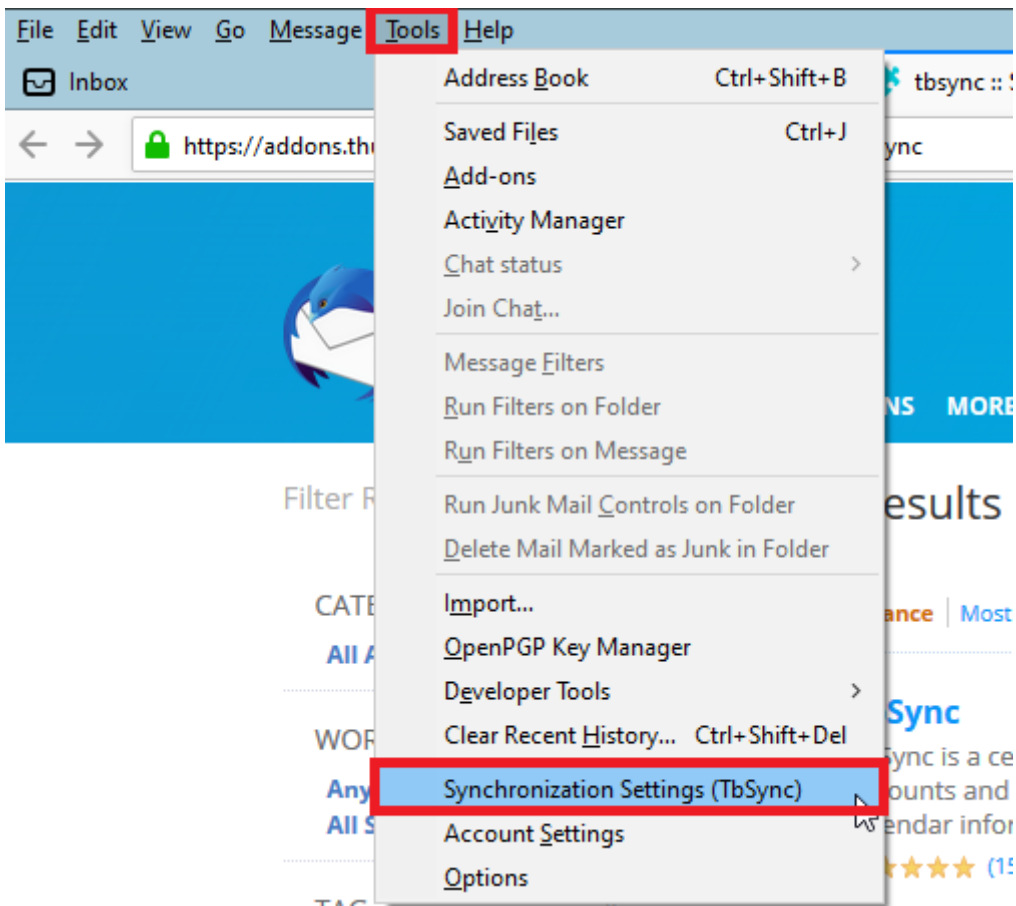 File Edit View Go Message Tools Help
Inbox
tbsync ::
https://addons.th
ync
Address Book Ctrl+Shift+B
Saved Files Ctrl+J
Add-ons
Activity Manager
Chat status
Join Chat...
Message Filters
Run Filters on Folder
Run Filters on Message
Run Junk Mail Controls on Folder
Delete Mail Marked as Junk in Folder
Import...
OpenPGP Key Manager
Developer Tools
Clear Recent History... Ctrl+Shift+Del
Synchronization Settings (TbSync)
Account Settings
Options
NS MORE
Filter R
esults
CATE
All A
ance Most
WOR
Any
All S
Sync
Sync is a ce
ounts and
endar infor
(15